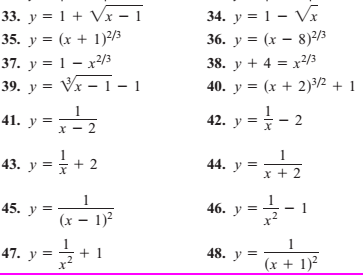 33. y = 1 + √(x − 1)
34. y = 1 − √x
35. y = (x + 1)^(2/3)
36. y = (x − 8)^(2/3)
37. y = 1 − x^(2/3)
38. y + 4 = x^(2/3)
39. y = ∛(x − 1) − 1
40. y = (x + 2)^(3/2) + 1
41. y = 1/(x − 2)
42. y = 1/x − 2
43. y = 1/x + 2
44. y = 1/(x + 2)
45. y = 1/(x − 1)²
46. y = 1/x² − 1
47. y = 1/x² + 1
48. y = 1/(x + 1)²